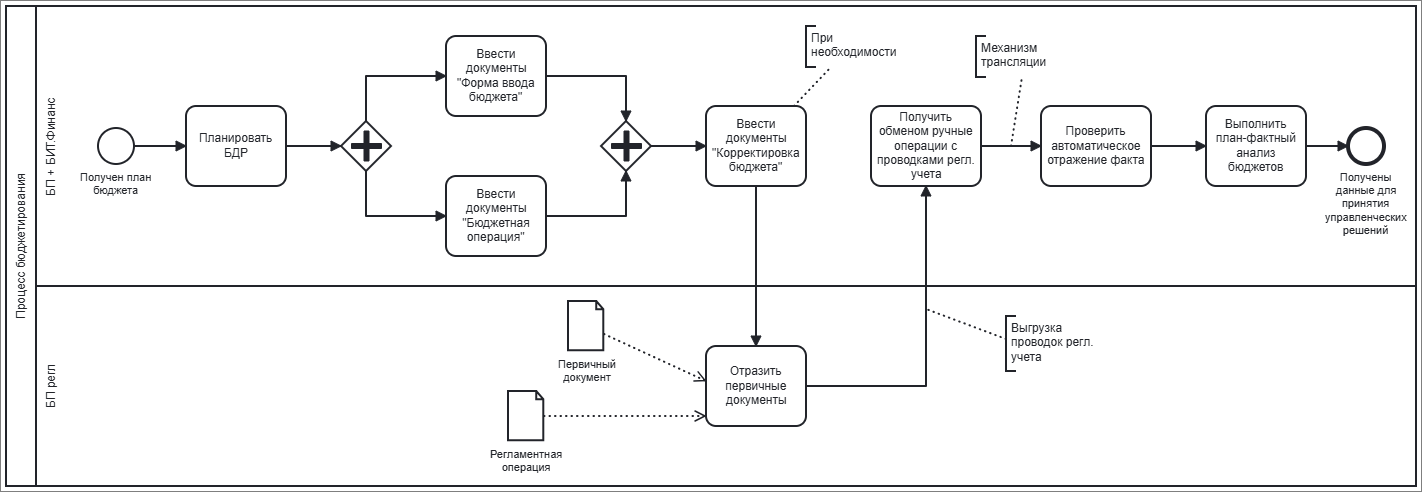 Процесс бюджетирования
БП + БИТ.Финанс
Получен план
бюджета
Планировать
БДР
Ввести
документы
"Форма ввода
бюджета"
Ввести
документы
"Бюджетная
операция"
При
необходимости
Ввести
документы
"Корректировка
бюджета"
Получить
обменом ручные
операции с
проводками регл.
учета
Механизм
трансляции
Проверить
автоматическое
отражение факта
Выполнить
план-фактный
анализ
бюджетов
Получены
данные для
принятия
управленческих
решений
БП регл
Первичный
документ
Регламентная
операция
Отразить
первичные
документы
Выгрузка
проводок регл.
учета